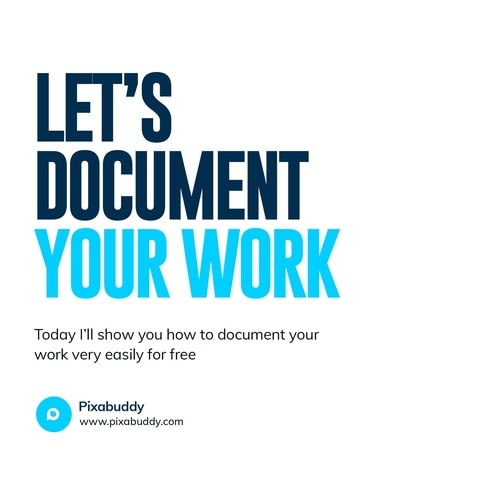 LET’S
DOCUMENT
YOUR WORK
Today I’ll show you how to document your
work very easily for free
Pixabuddy
www.pixabuddy.com